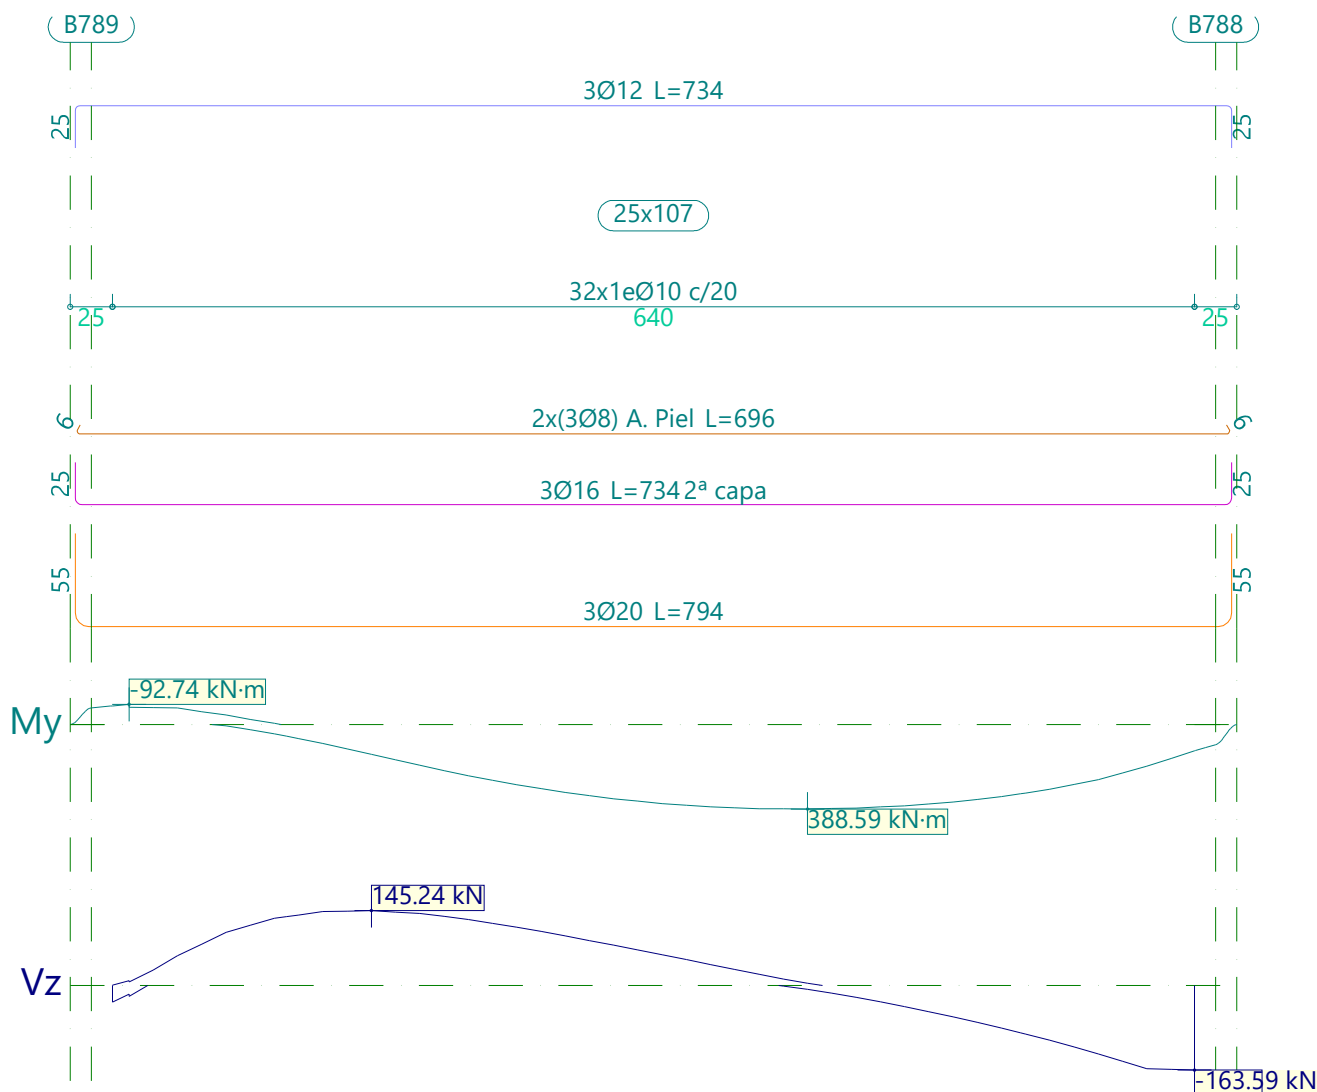 B789 B788
3Ø12 L=734
25 25
25x107
32x1eØ10 c/20
25 640 25
2x(3Ø8) A. Piel L=696
6 6
3Ø16 L=734 2ª capa
25 25
55 55
3Ø20 L=794
-92.74 kN·m
My
388.59 kN·m
145.24 kN
Vz
-163.59 kN